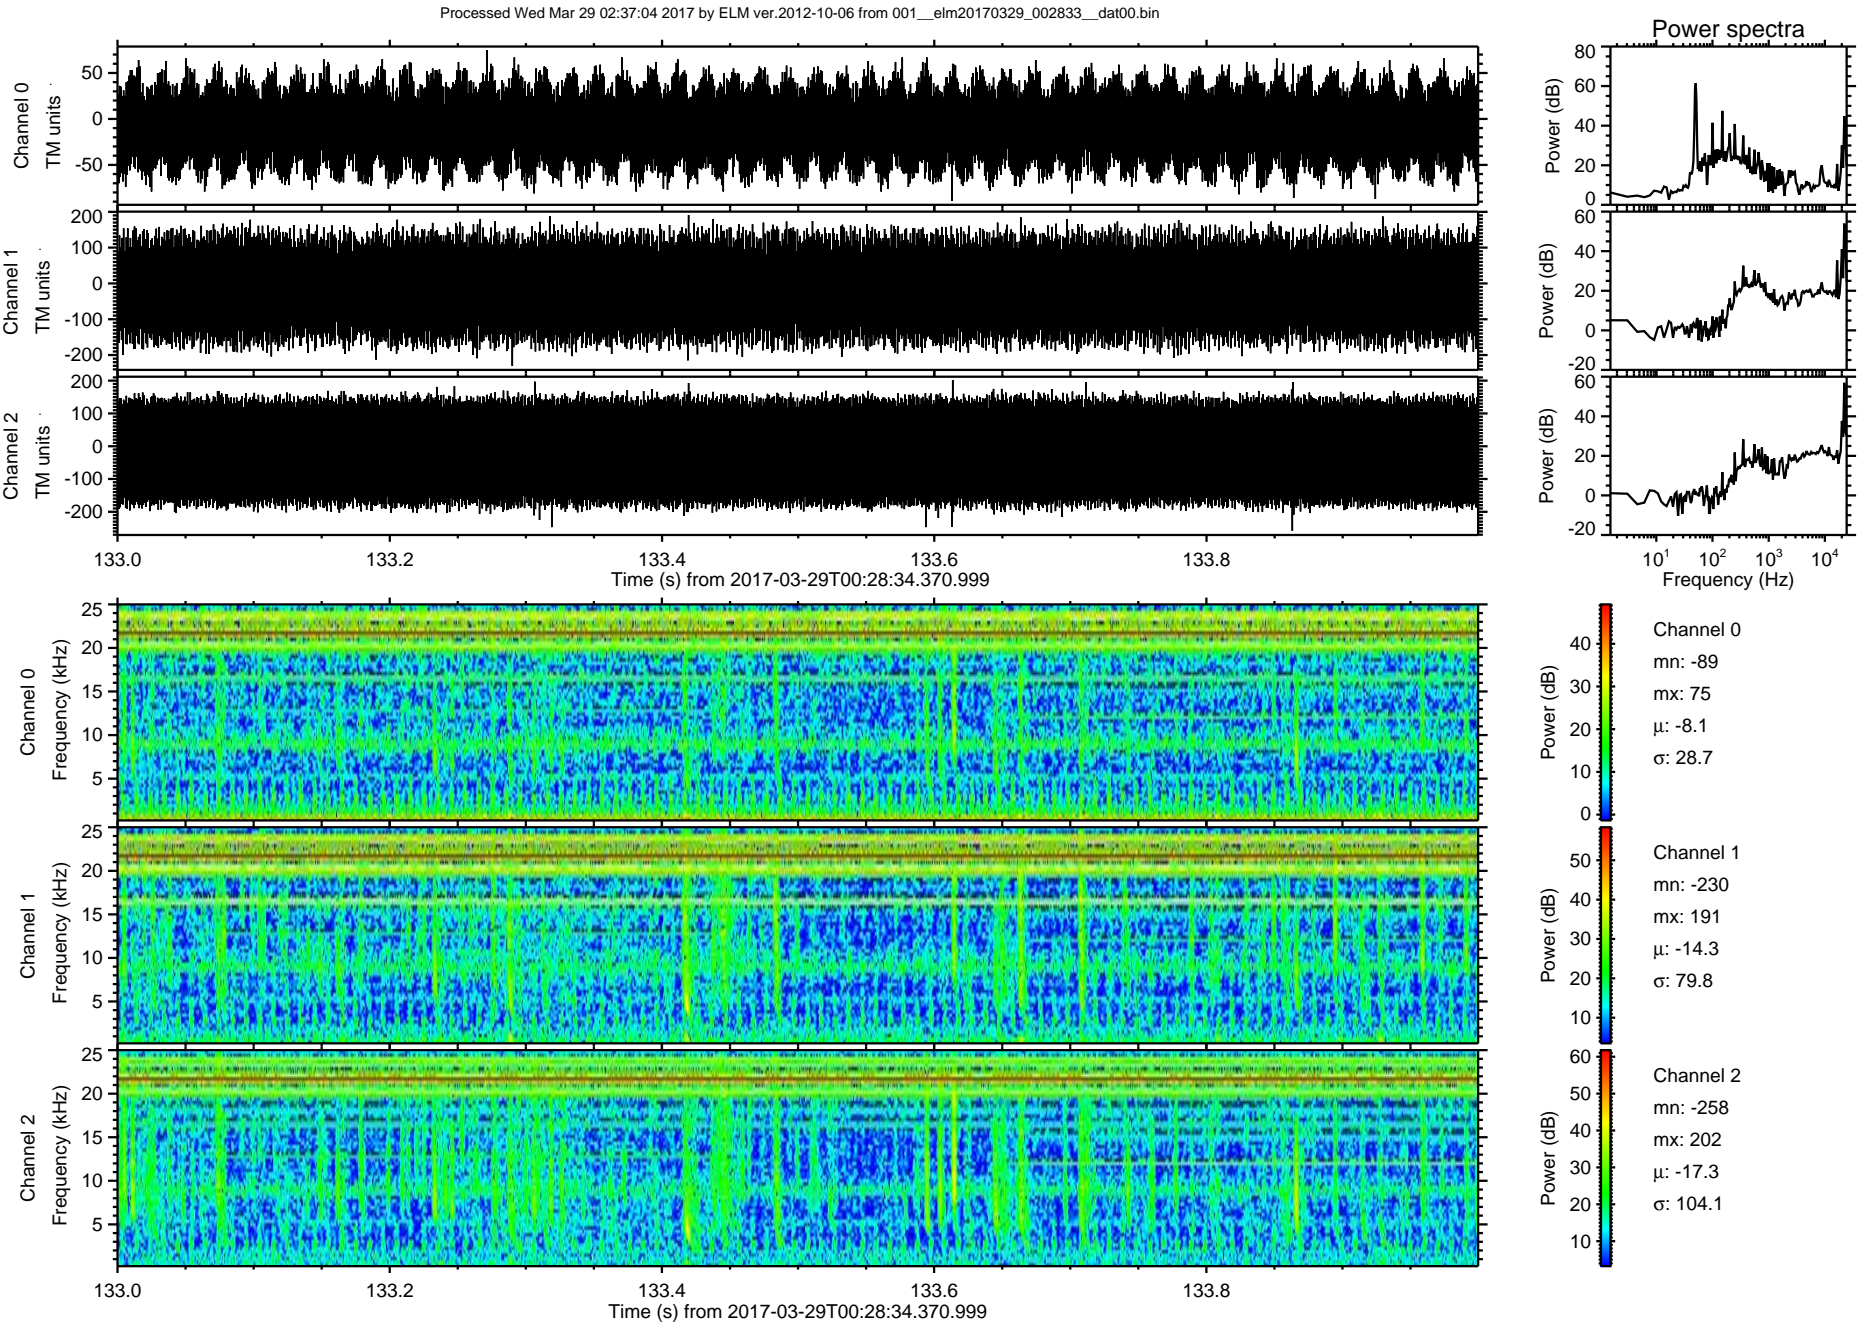 Processed Wed Mar 29 02:37:04 2017 by ELM ver.2012-10-06 from 001__elm20170329_002833__dat00.bin
Power spectra
Channel 0
TM units
50
0
-50
Power (dB)
80
60
40
20
0
Channel 1
TM units
200
100
0
-100
-200
Power (dB)
60
40
20
0
-20
Channel 2
TM units
200
100
0
-100
-200
Power (dB)
60
40
20
0
-20
133.0 133.2 133.4 133.6 133.8
Time (s) from 2017-03-29T00:28:34.370.999
10^1 10^2 10^3 10^4
Frequency (Hz)
Channel 0
Frequency (kHz)
25
20
15
10
5
Power (dB)
40
30
20
10
0
Channel 0
mn: -89
mx: 75
μ: -8.1
σ: 28.7
Channel 1
Frequency (kHz)
25
20
15
10
5
Power (dB)
50
40
30
20
10
Channel 1
mn: -230
mx: 191
μ: -14.3
σ: 79.8
Channel 2
Frequency (kHz)
25
20
15
10
5
Power (dB)
60
50
40
30
20
10
Channel 2
mn: -258
mx: 202
μ: -17.3
σ: 104.1
133.0 133.2 133.4 133.6 133.8
Time (s) from 2017-03-29T00:28:34.370.999